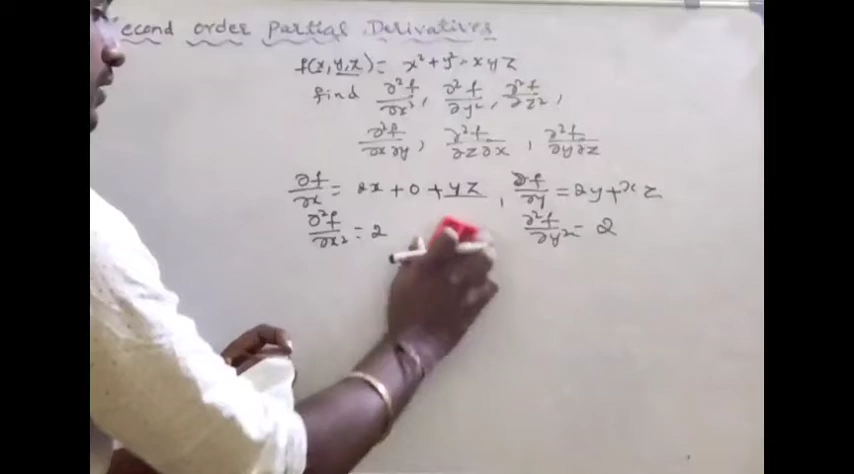 econd order Partial Derivatives
f(x,y,z) = x²+y²+xyz
find ∂²f/∂x², ∂²f/∂y², ∂²f/∂z²,
∂²f/∂x∂y, ∂²f/∂z∂x, ∂²f/∂y∂z
∂f/∂x = 2x+0+yz, ∂f/∂y = 2y+xz
∂²f/∂x² = 2 ∂²f/∂y² = 2